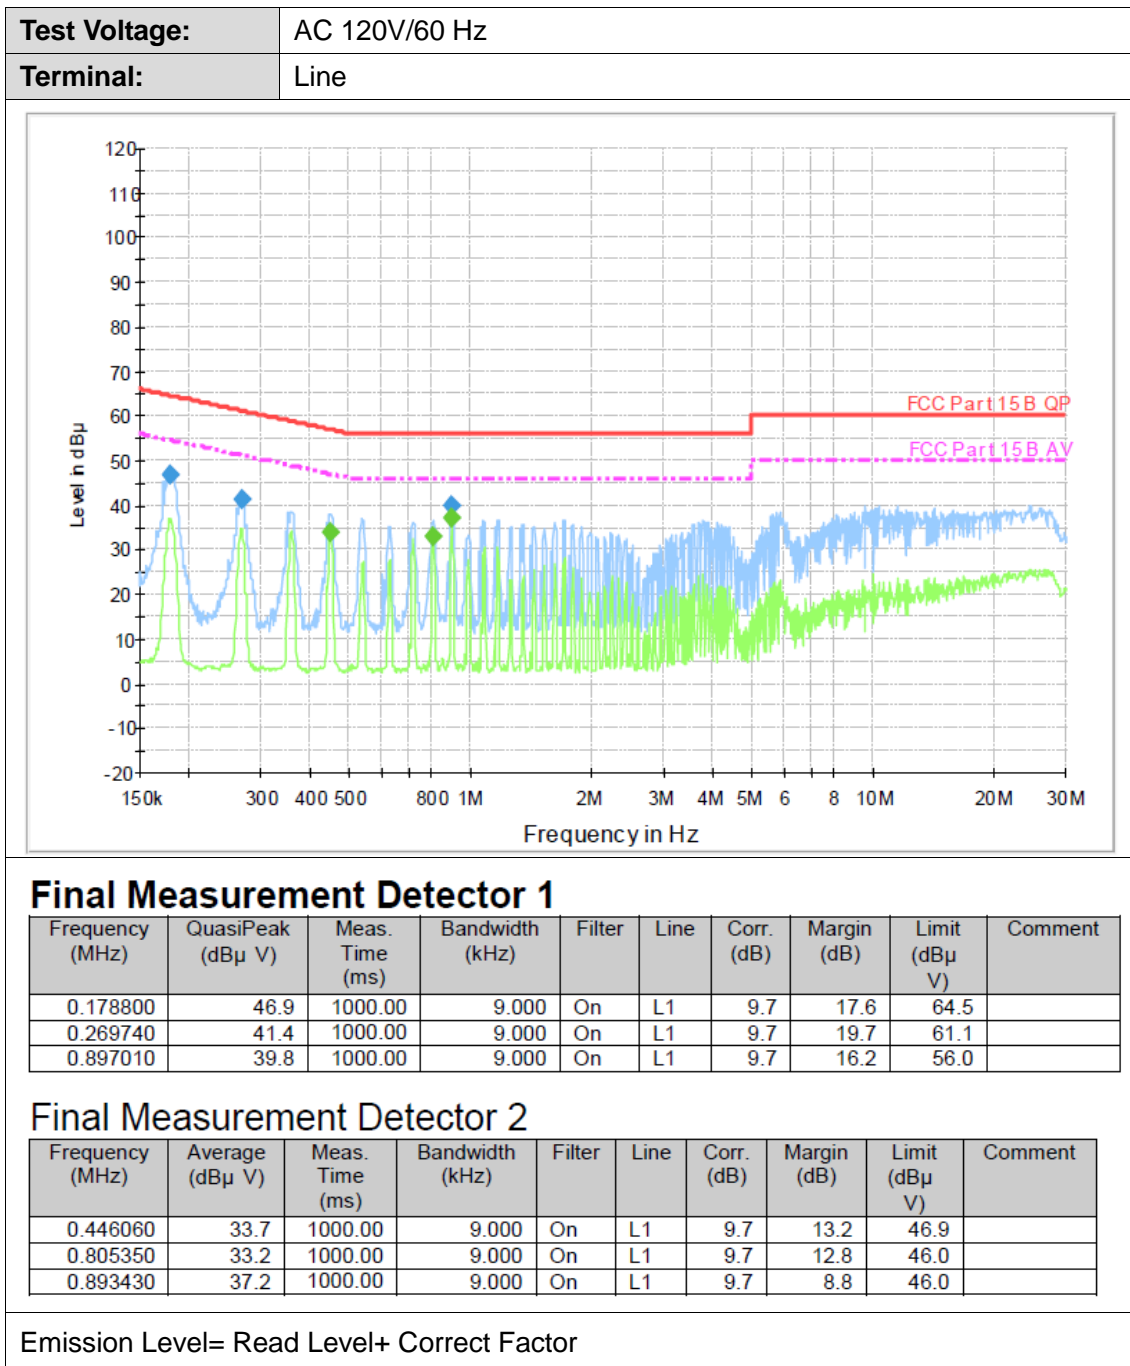 Test Voltage: AC 120V/60 Hz
Terminal: Line
120
110
100
90
80
70
60
50
40
30
20
10
0
-10
-20
Level in dBµ
FCC Part 15 B QP
FCC Part 15 B AV
150k 300 400 500 800 1M 2M 3M 4M 5M 6 8 10M 20M 30M
Frequency in Hz
Final Measurement Detector 1
Frequency (MHz) QuasiPeak (dBµ V) Meas. Time (ms) Bandwidth (kHz) Filter Line Corr. (dB) Margin (dB) Limit (dBµ V) Comment
0.178800 46.9 1000.00 9.000 On L1 9.7 17.6 64.5
0.269740 41.4 1000.00 9.000 On L1 9.7 19.7 61.1
0.897010 39.8 1000.00 9.000 On L1 9.7 16.2 56.0
Final Measurement Detector 2
Frequency (MHz) Average (dBµ V) Meas. Time (ms) Bandwidth (kHz) Filter Line Corr. (dB) Margin (dB) Limit (dBµ V) Comment
0.446060 33.7 1000.00 9.000 On L1 9.7 13.2 46.9
0.805350 33.2 1000.00 9.000 On L1 9.7 12.8 46.0
0.893430 37.2 1000.00 9.000 On L1 9.7 8.8 46.0
Emission Level= Read Level+ Correct Factor